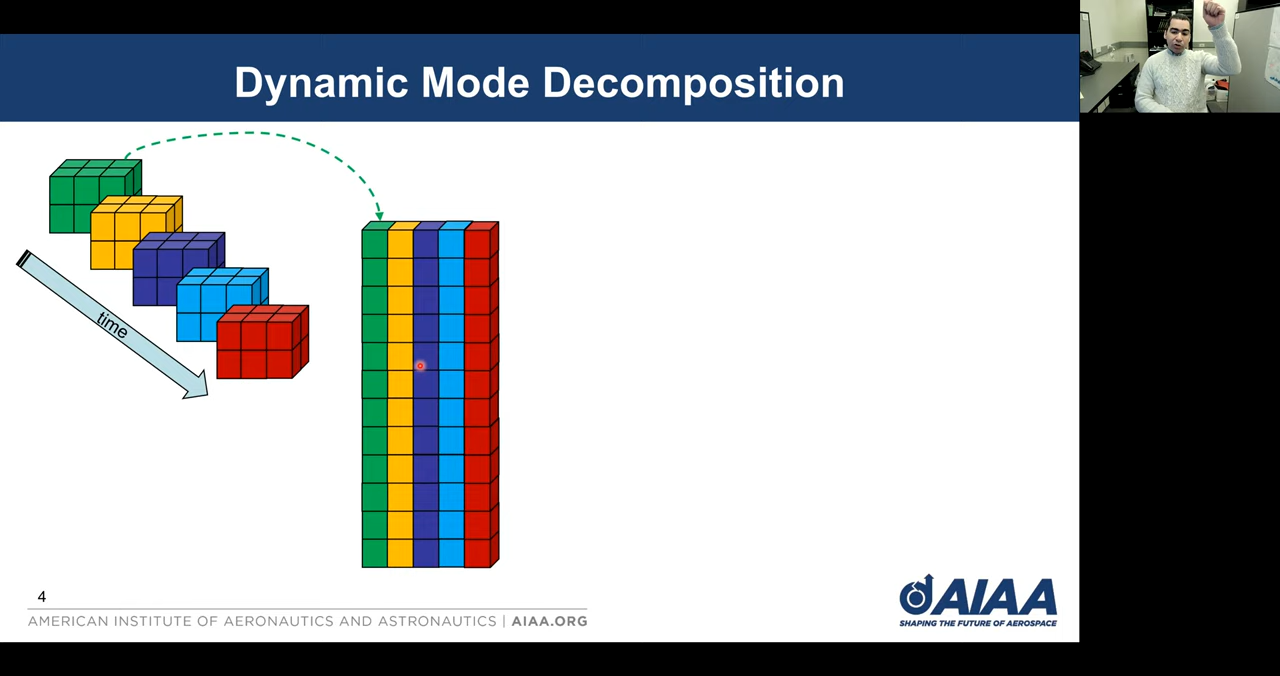 Dynamic Mode Decomposition
time
4
AMERICAN INSTITUTE OF AERONAUTICS AND ASTRONAUTICS | AIAA.ORG
AIAA
SHAPING THE FUTURE OF AEROSPACE